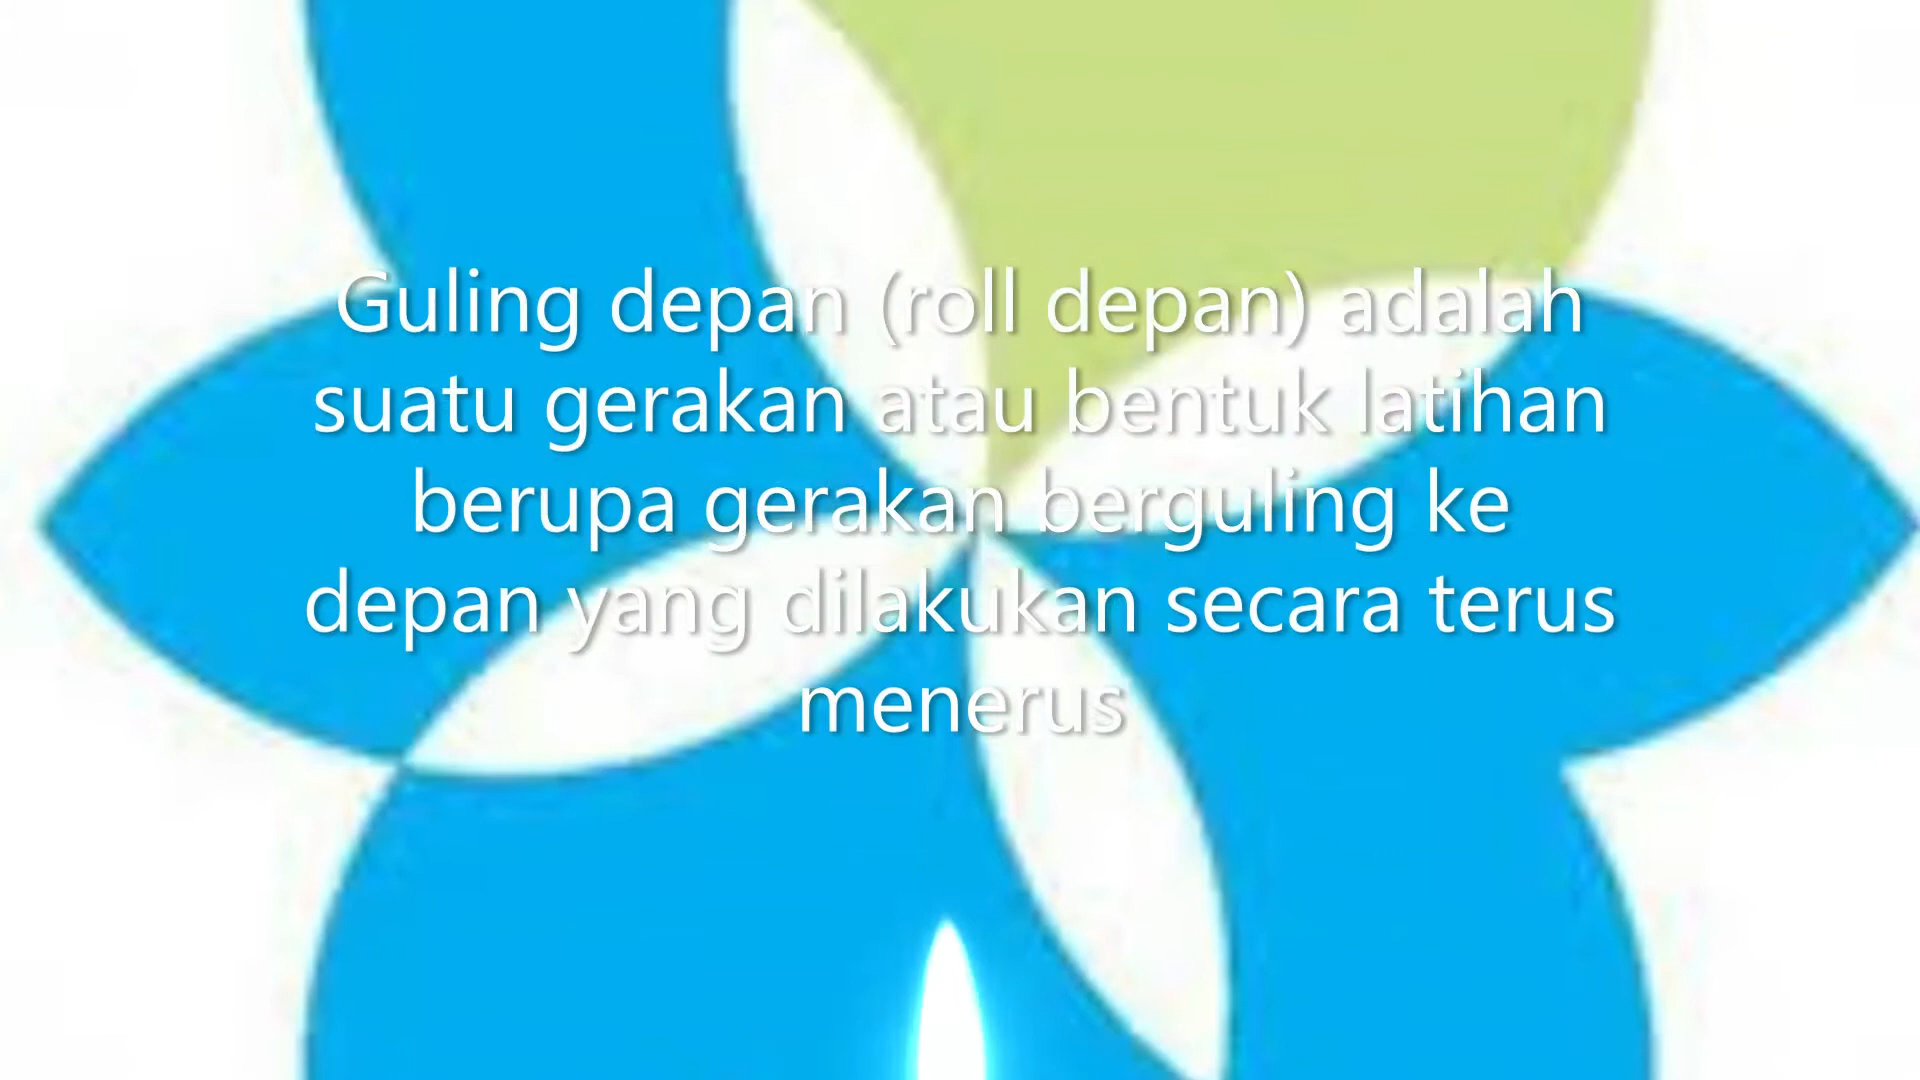 Guling depan (roll depan) adalah
suatu gerakan atau bentuk latihan
berupa gerakan berguling ke
depan yang dilakukan secara terus
menerus